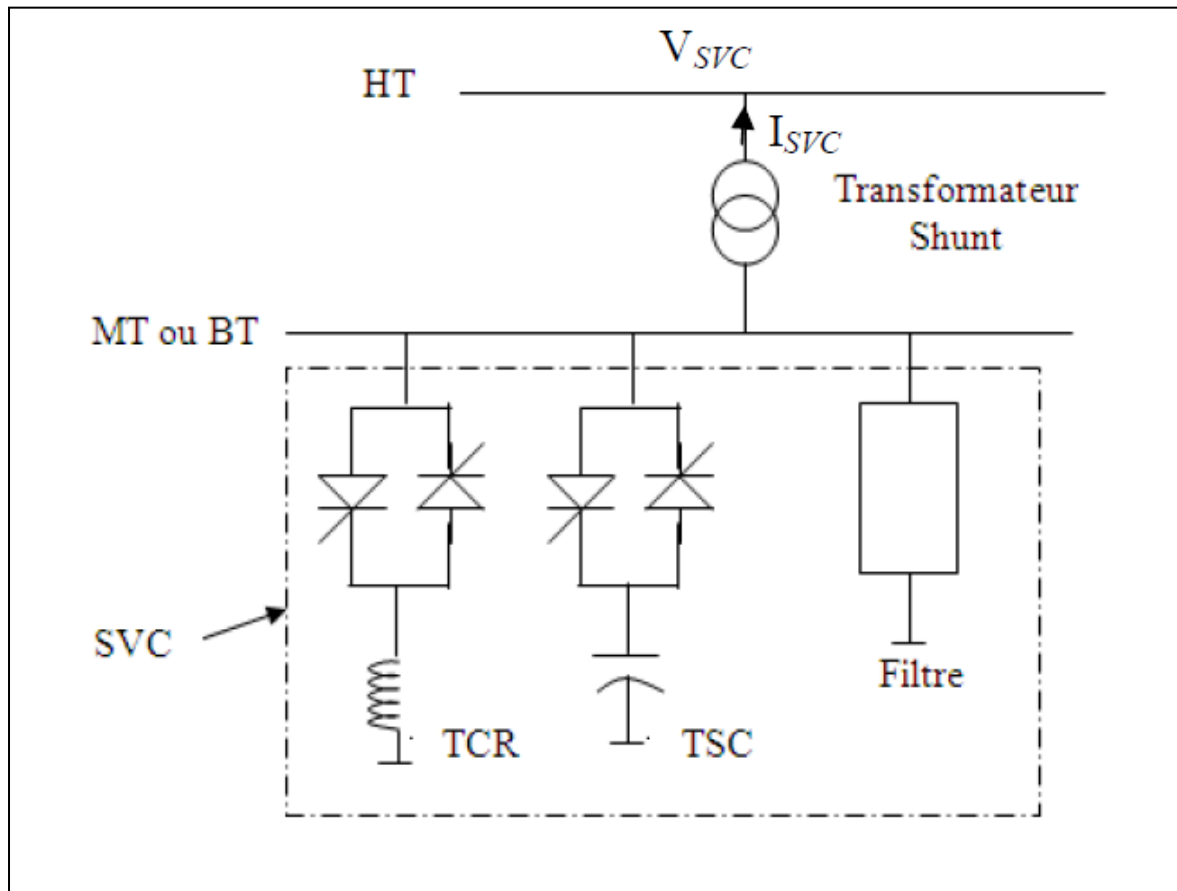 V_SVC
HT
I_SVC
Transformateur
Shunt
MT ou BT
SVC
Filtre
TCR
TSC